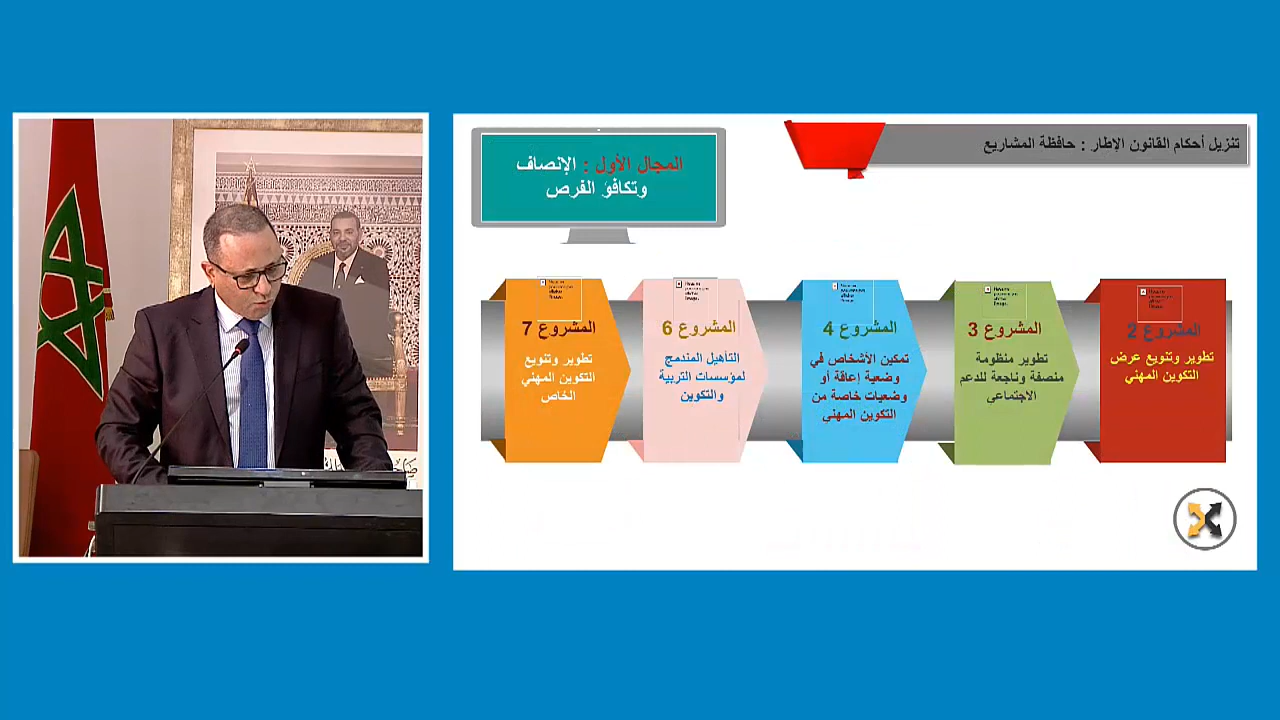 تنزيل أحكام القانون الإطار : حافظة المشاريع
المجال الأول : الإنصاف
وتكافؤ الفرص
المشروع 2
تطوير وتنويع عرض
التكوين المهني
المشروع 3
تطوير منظومة
منصفة وناجعة للدعم
الاجتماعي
المشروع 4
تمكين الأشخاص في
وضعية إعاقة أو
وضعيات خاصة من
التكوين المهني
المشروع 6
التأهيل المندمج
لمؤسسات التربية
والتكوين
المشروع 7
تطوير وتنويع
التكوين المهني
الخاص